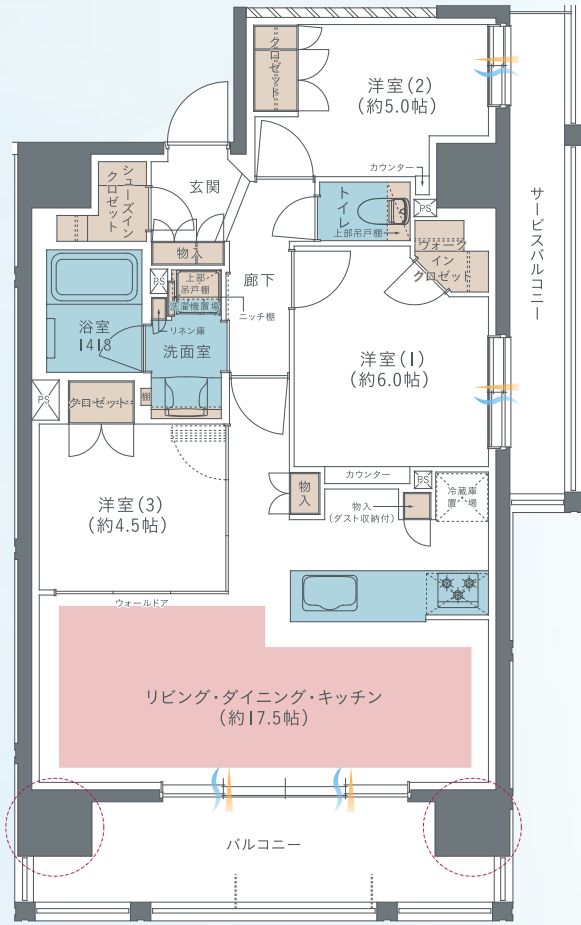 クロゼット
洋室(2)
(約5.0帖)
カウンター
シューズイン
クロゼット
玄関
トイレ
上部吊戸棚
PS
サービスバルコニー
物入
ウォーク
イン
クロゼット
PS
上部
吊戸棚
洗濯機置場
廊下
ニッチ棚
リネン庫
浴室
1418
洗面室
洋室(1)
(約6.0帖)
PS
クロゼット
棚
洋室(3)
(約4.5帖)
カウンター
物入
物入
(ダスト収納付)
PS
冷蔵庫
置場
ウォールドア
リビング・ダイニング・キッチン
(約17.5帖)
バルコニー